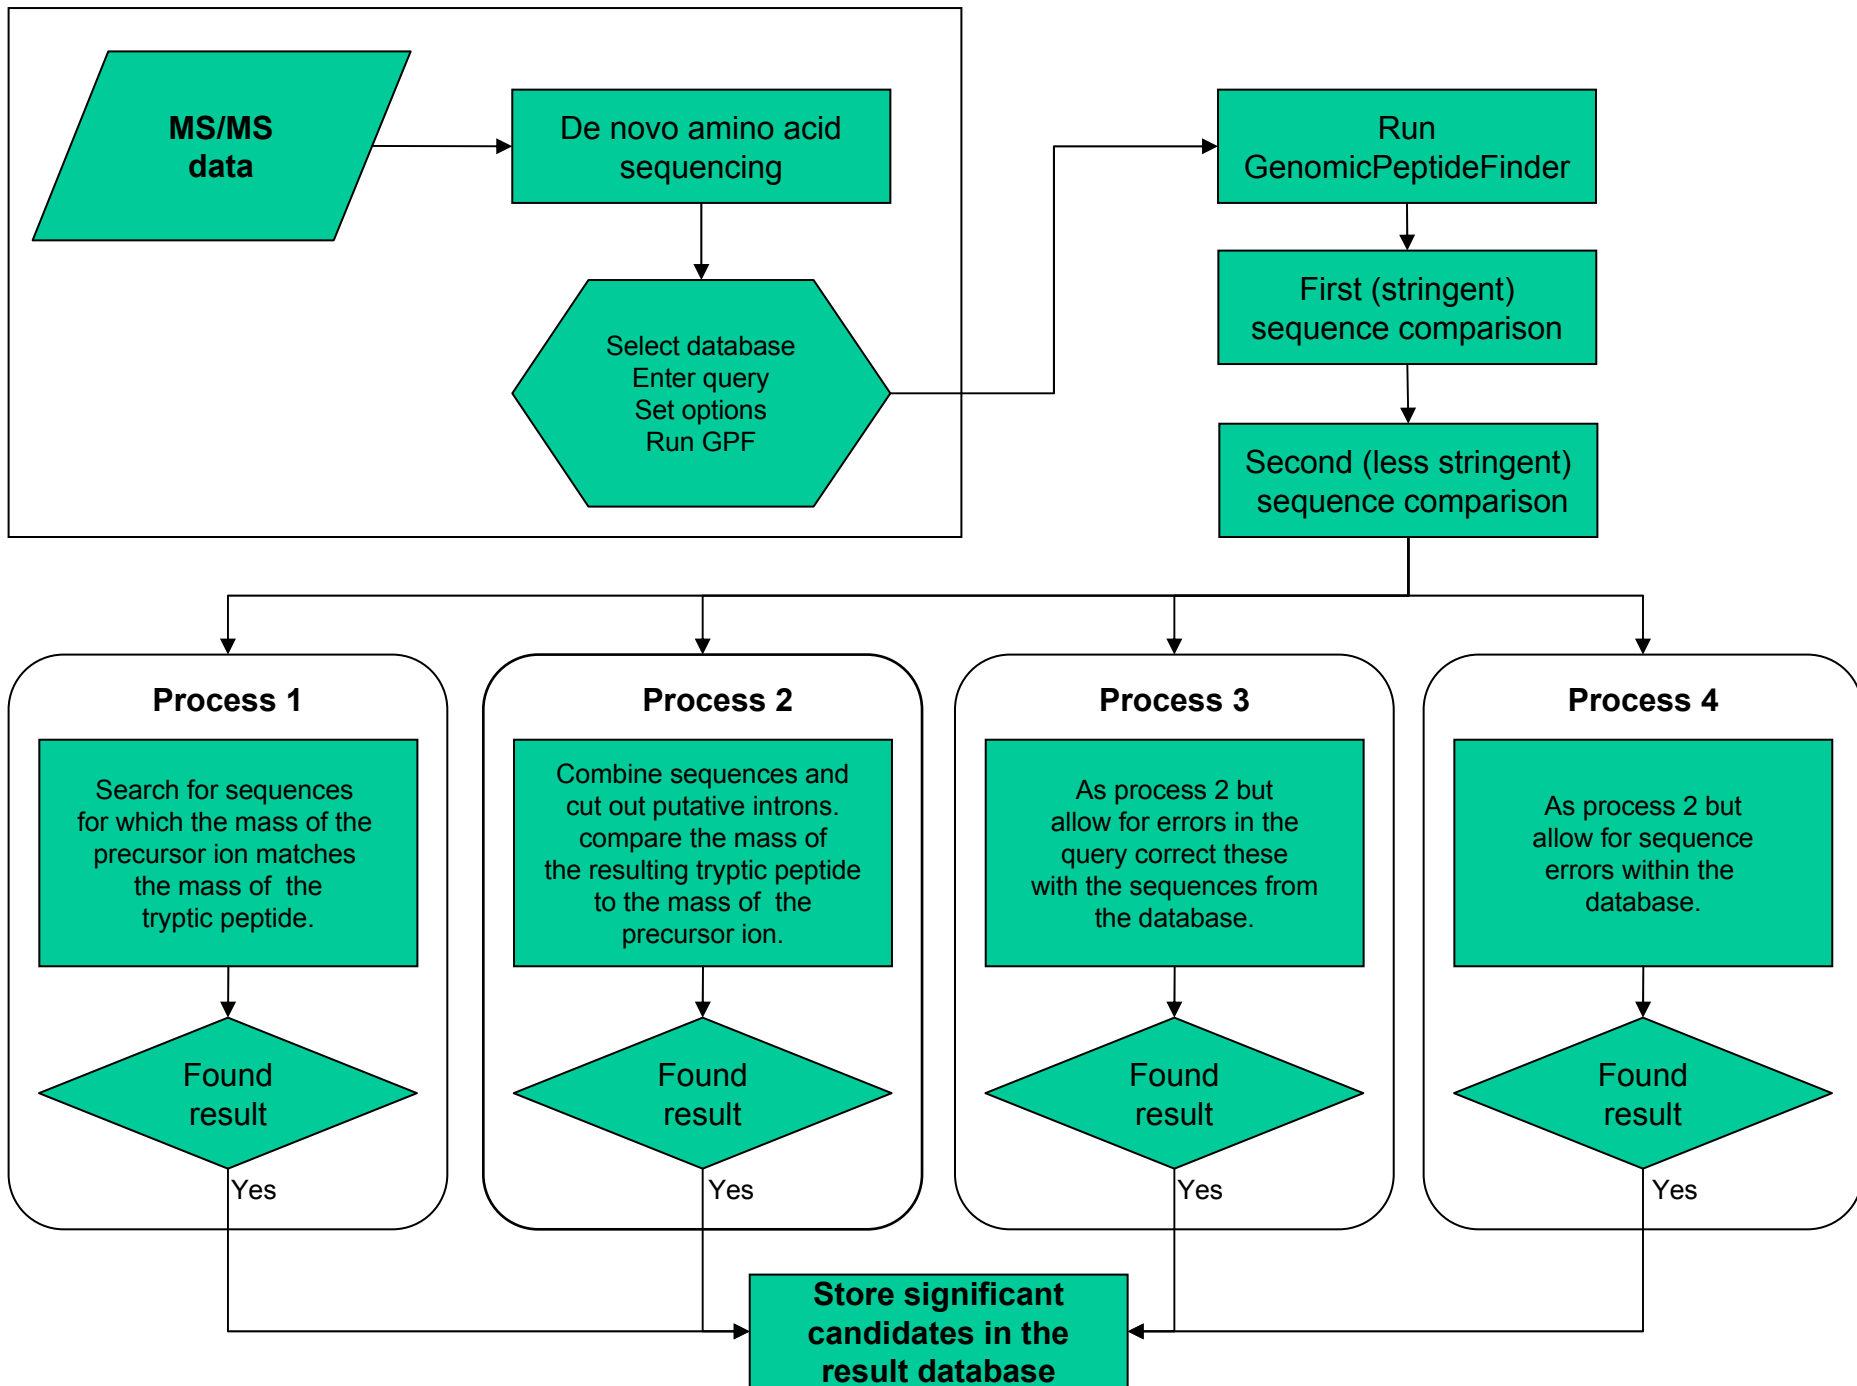 MS/MS
data
De novo amino acid
sequencing
Select database
Enter query
Set options
Run GPF
Run
GenomicPeptideFinder
First (stringent)
sequence comparison
Second (less stringent)
sequence comparison
Process 1
Search for sequences
for which the mass of the
precursor ion matches
the mass of the
tryptic peptide.
Found
result
Yes
Process 2
Combine sequences and
cut out putative introns.
compare the mass of
the resulting tryptic peptide
to the mass of the
precursor ion.
Found
result
Yes
Process 3
As process 2 but
allow for errors in the
query correct these
with the sequences from
the database.
Found
result
Yes
Process 4
As process 2 but
allow for sequence
errors within the
database.
Found
result
Yes
Store significant
candidates in the
result database